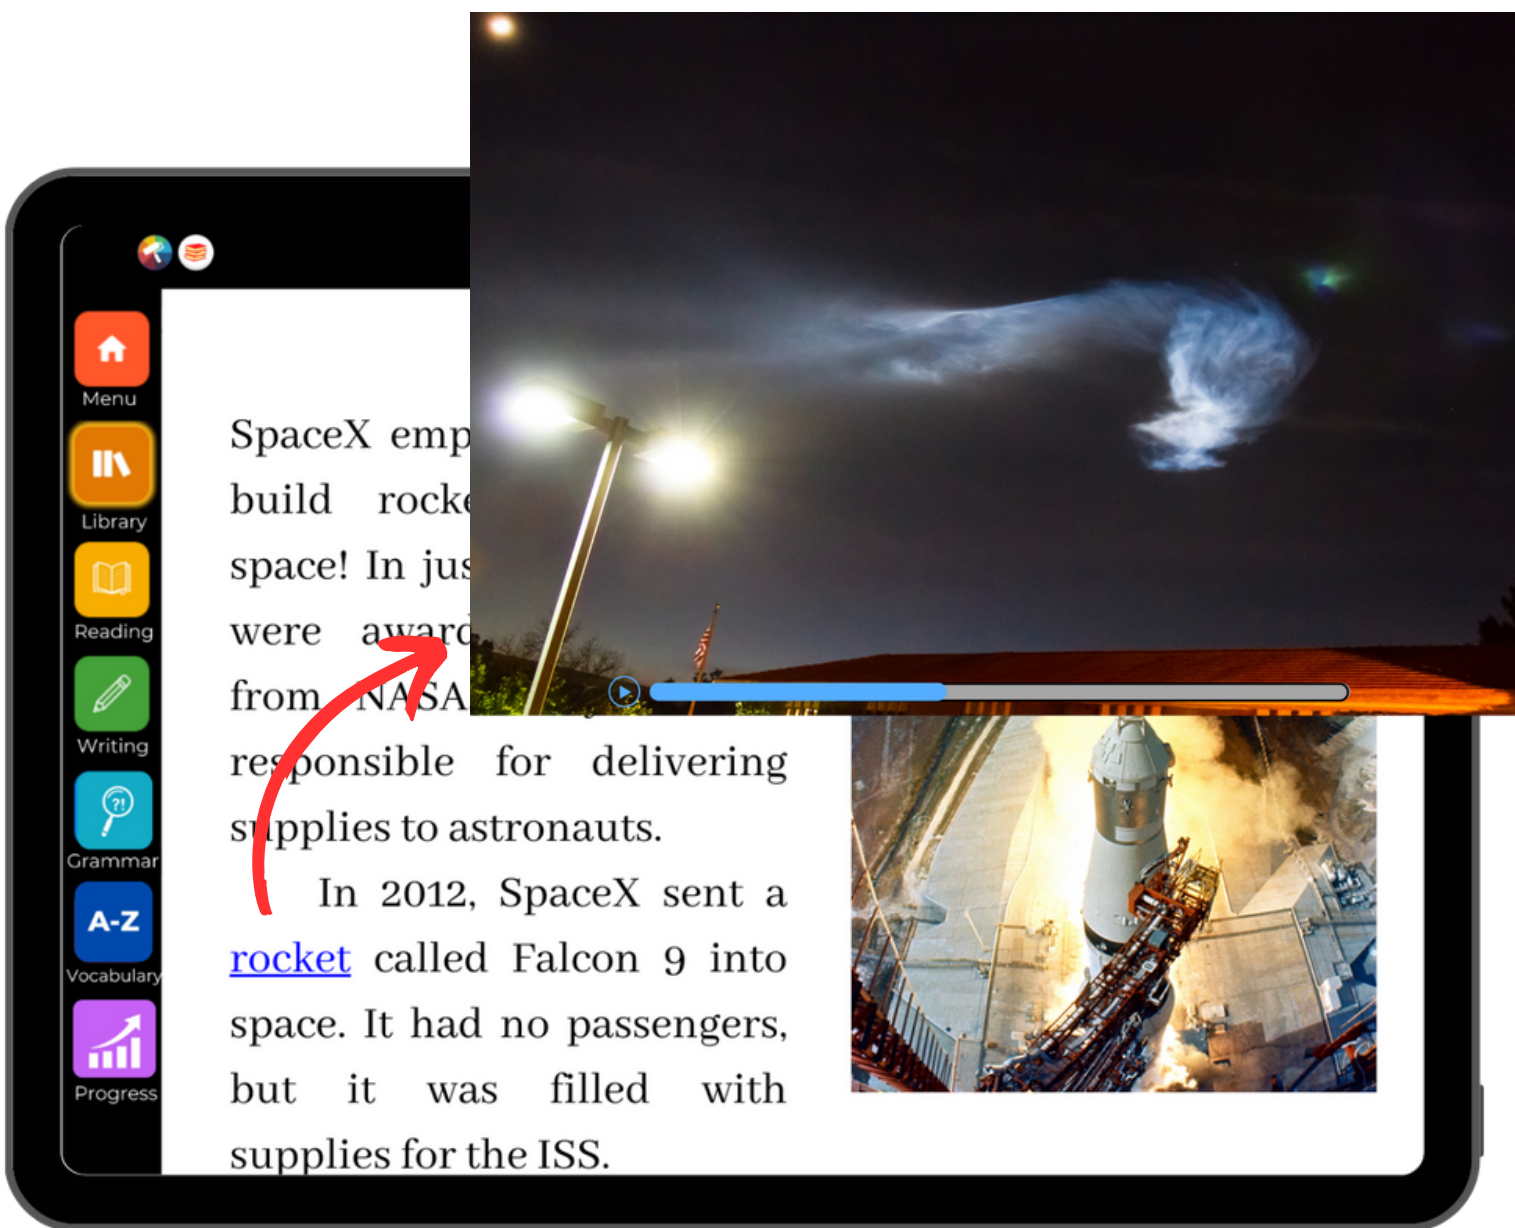 Menu
Library
Reading
Writing
?!
Grammar
A-Z
Vocabulary
Progress
SpaceX
build
space! In
were
from NASA
responsible for delivering
supplies to astronauts.
In 2012, SpaceX sent a
rocket called Falcon 9 into
space. It had no passengers,
but it was filled with
supplies for the ISS.